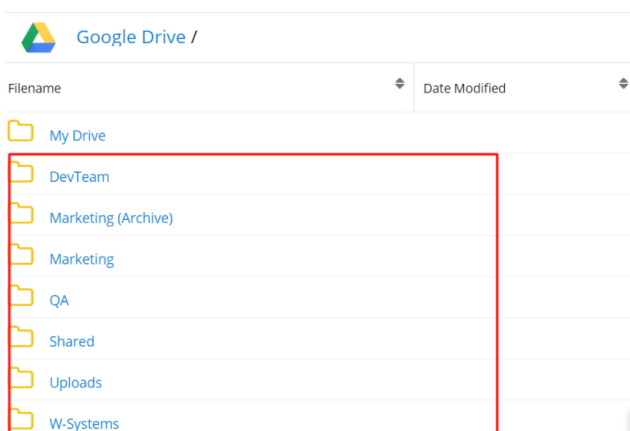 Google Drive /
Filename Date Modified
My Drive
DevTeam
Marketing (Archive)
Marketing
QA
Shared
Uploads
W-Systems